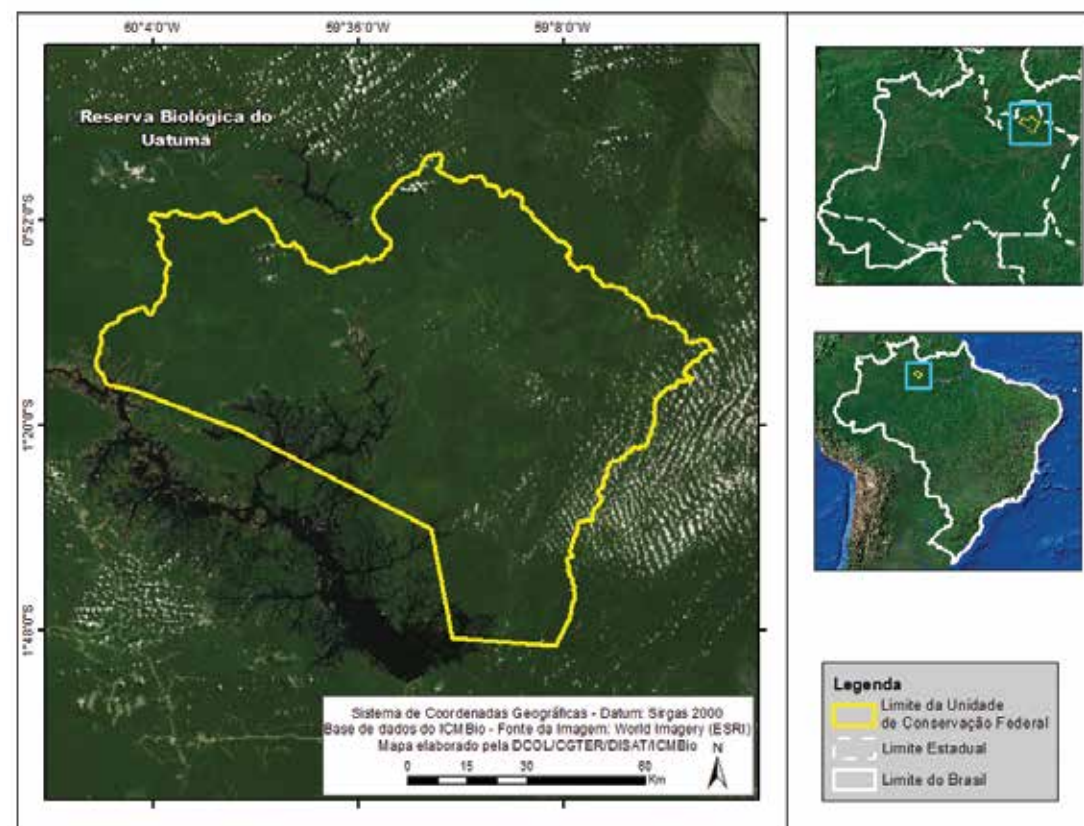 60°4'0"W 59°36'0"W 59°8'0"W
Reserva Biológica do
Uatumã
0°52'0"S
1°20'0"S
1°48'0"S
Sistema de Coordenadas Geográficas - Datum: Sirgas 2000
Base de dados do ICMBio - Fonte da Imagem: World Imagery (ESRI)
Mapa elaborado pela DCOL/CGTER/DISAT/ICMBio
N
0 15 30 60
Km
Legenda
Limite da Unidade
de Conservação Federal
Limite Estadual
Limite do Brasil